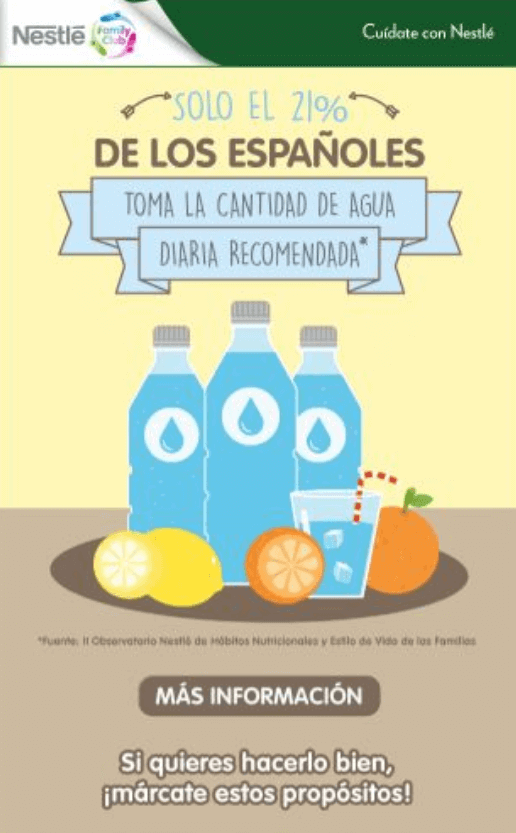 Nestlé Family Club
Cuídate con Nestlé
SOLO EL 21%
DE LOS ESPAÑOLES
TOMA LA CANTIDAD DE AGUA
DIARIA RECOMENDADA*
*Fuente: II Observatorio Nestlé de Hábitos Nutricionales y Estilo de Vida de las Familias
MÁS INFORMACIÓN
Si quieres hacerlo bien,
¡márcate estos propósitos!